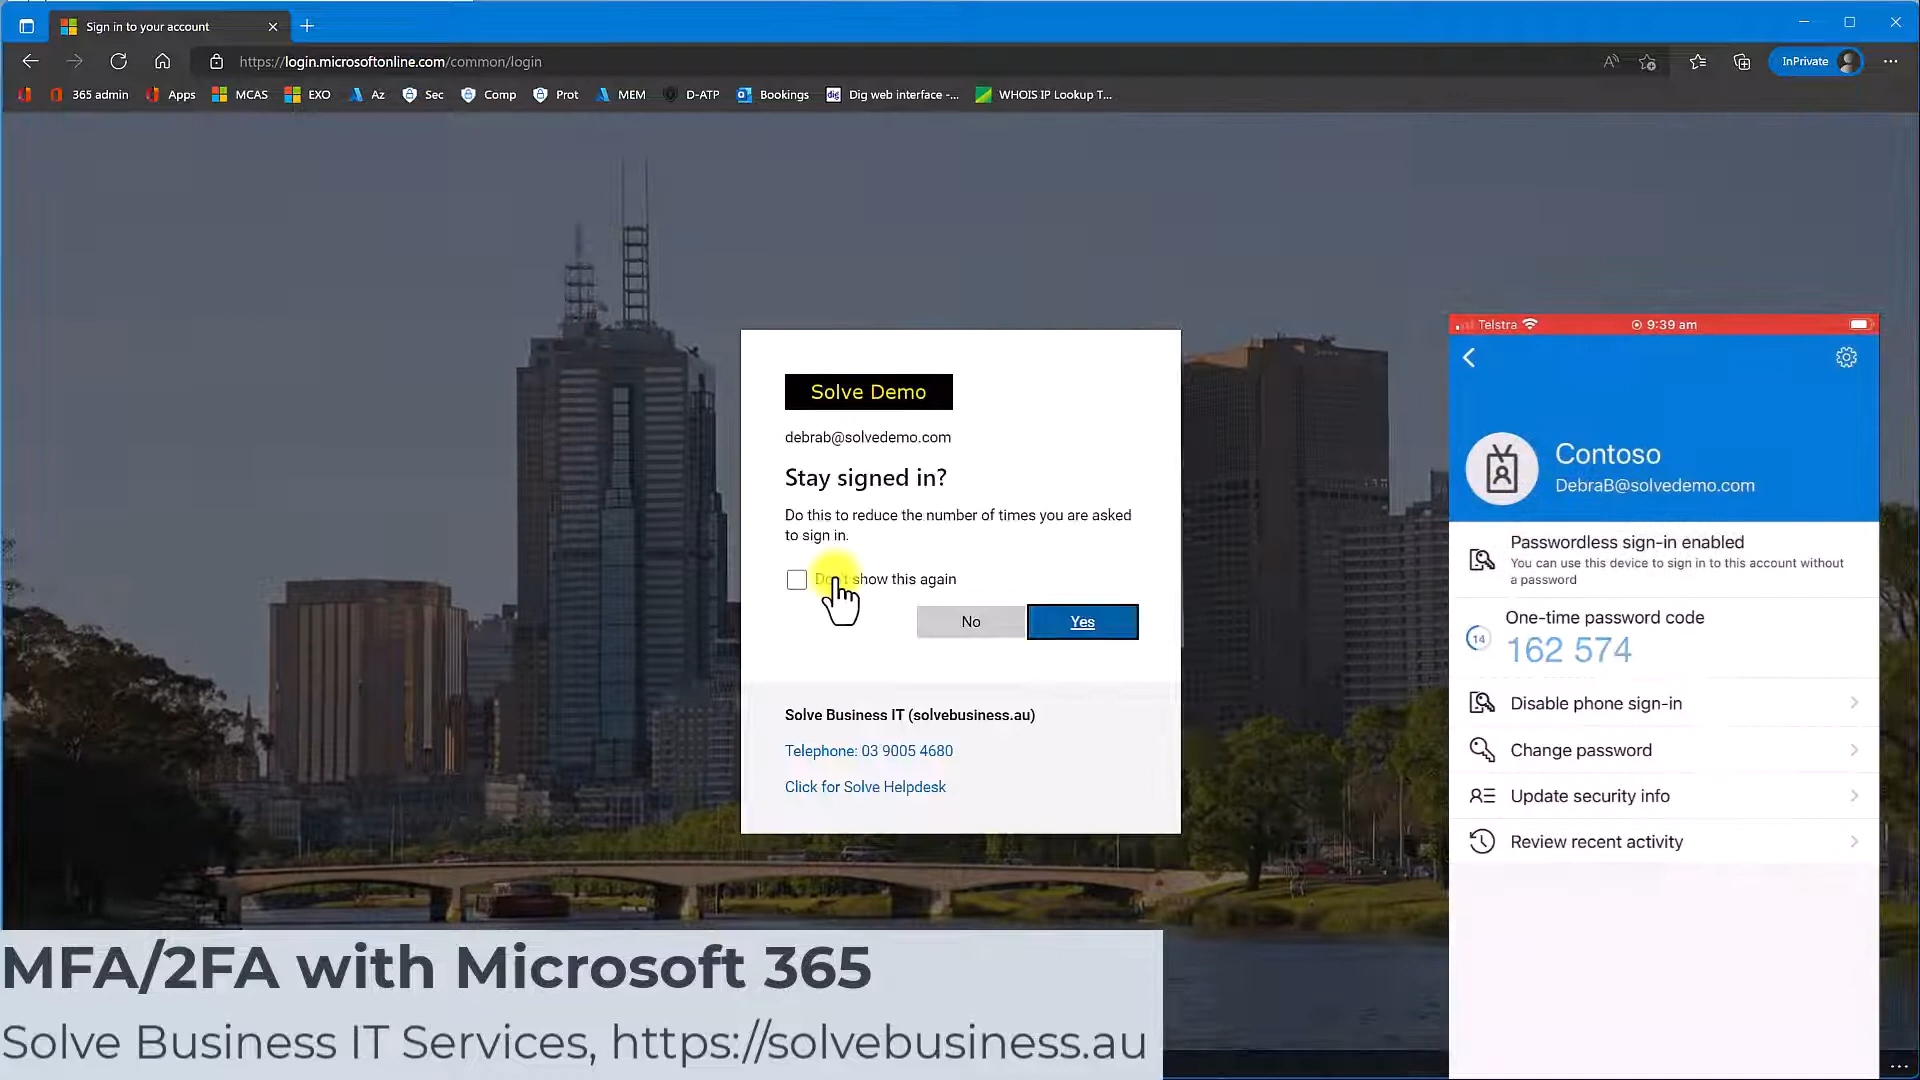 Sign in to your account
https://login.microsoftonline.com/common/login
InPrivate
365 admin
Apps
MCAS
EXO
Az
Sec
Comp
Prot
MEM
D-ATP
Bookings
dig
Dig web interface -...
WHOIS IP Lookup T...
Solve Demo
debrab@solvedemo.com
Stay signed in?
Do this to reduce the number of times you are asked
to sign in.
Don't show this again
No
Yes
Solve Business IT (solvebusiness.au)
Telephone: 03 9005 4680
Click for Solve Helpdesk
Telstra
9:39 am
Contoso
DebraB@solvedemo.com
Passwordless sign-in enabled
You can use this device to sign in to this account without
a password
One-time password code
14
162 574
Disable phone sign-in
Change password
Update security info
Review recent activity
MFA/2FA with Microsoft 365
Solve Business IT Services, https://solvebusiness.au